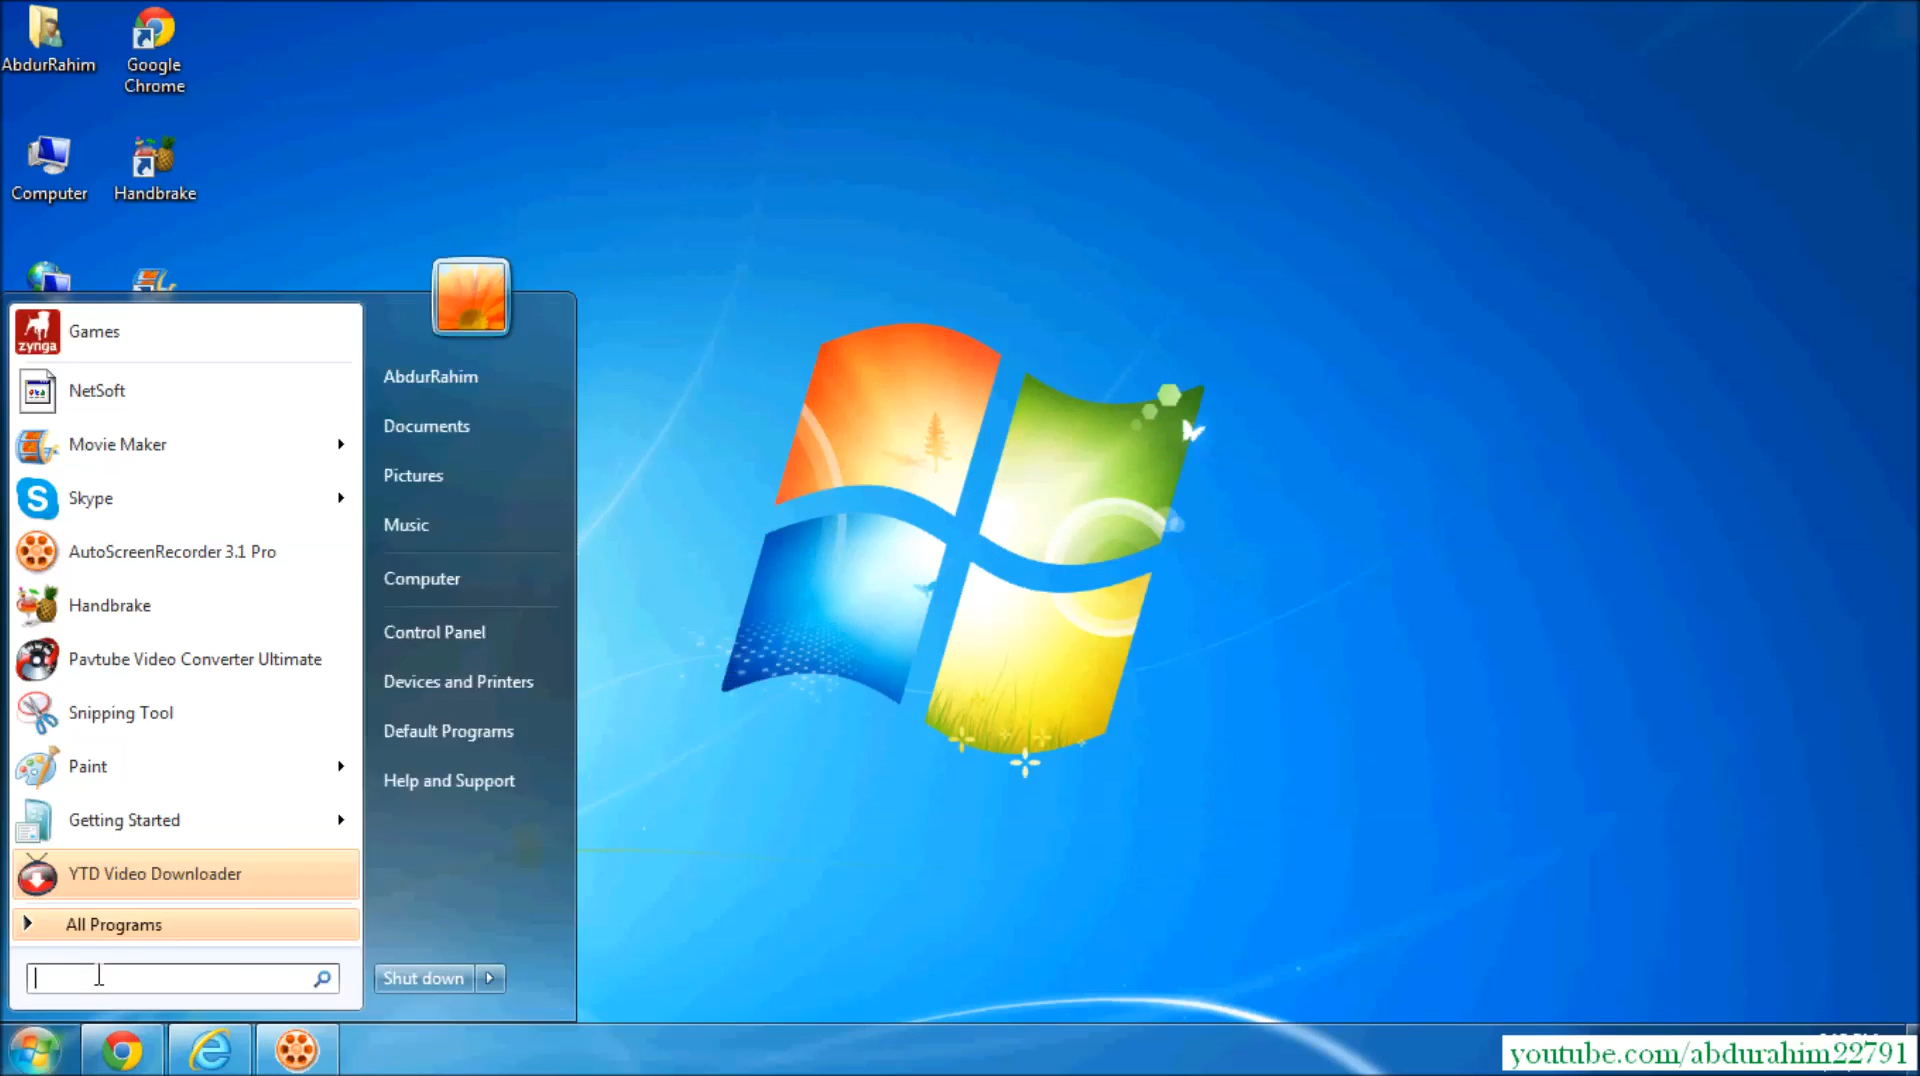 AbdurRahim
Google
Chrome
Computer
Handbrake
zynga
Games
NetSoft
Movie Maker
Skype
AutoScreenRecorder 3.1 Pro
Handbrake
Pavtube Video Converter Ultimate
Snipping Tool
Paint
Getting Started
YTD Video Downloader
All Programs
AbdurRahim
Documents
Pictures
Music
Computer
Control Panel
Devices and Printers
Default Programs
Help and Support
Shut down
youtube.com/abdurahim22791